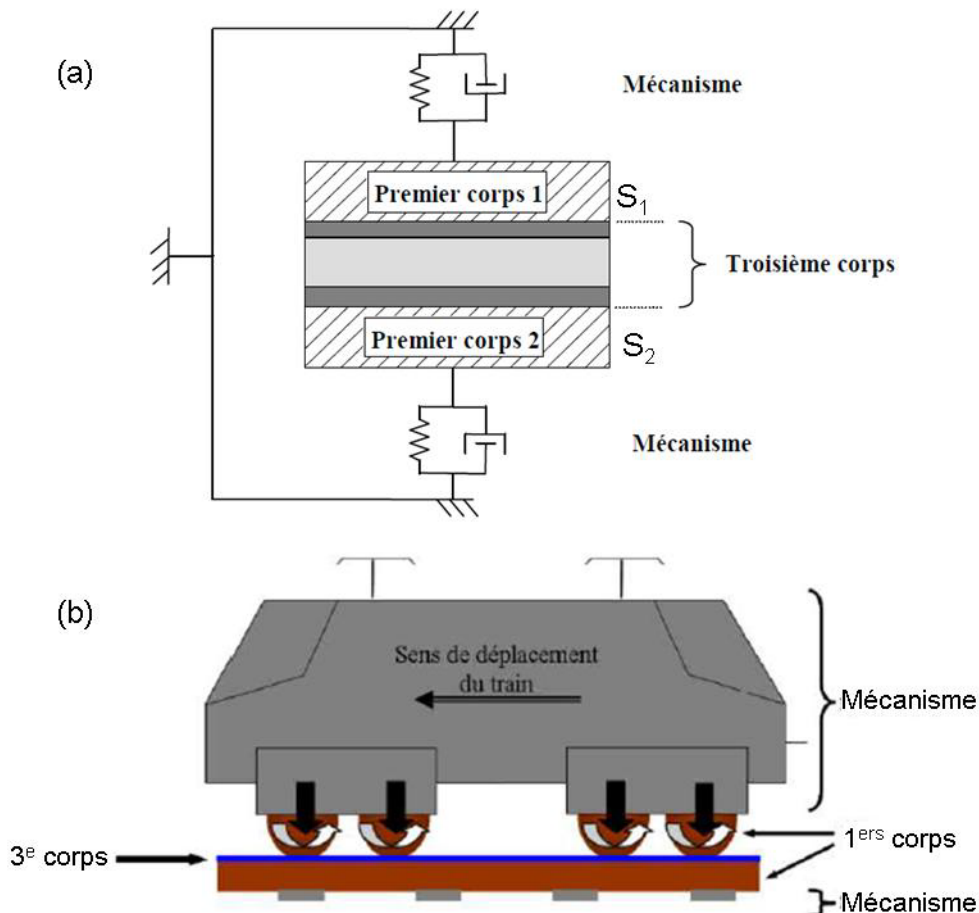 (a)
Mécanisme
Premier corps 1
S₁
Troisième corps
Premier corps 2
S₂
Mécanisme
(b)
Sens de déplacement
du train
Mécanisme
3ᵉ corps
1ᵉʳˢ corps
Mécanisme